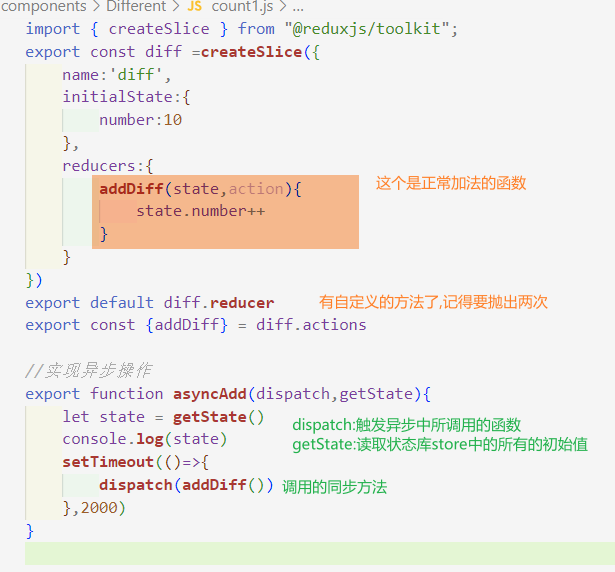 components > Different > JS count1.js > ...
import { createSlice } from "@reduxjs/toolkit";
export const diff =createSlice({
name:'diff',
initialState:{
number:10
},
reducers:{
addDiff(state,action){
这个是正常加法的函数
state.number++
}
}
})
export default diff.reducer
有自定义的方法了,记得要抛出两次
export const {addDiff} = diff.actions
//实现异步操作
export function asyncAdd(dispatch,getState){
let state = getState()
dispatch:触发异步中所调用的函数
console.log(state)
getState:读取状态库store中的所有的初始值
setTimeout(()=>{
dispatch(addDiff())
调用的同步方法
},2000)
}